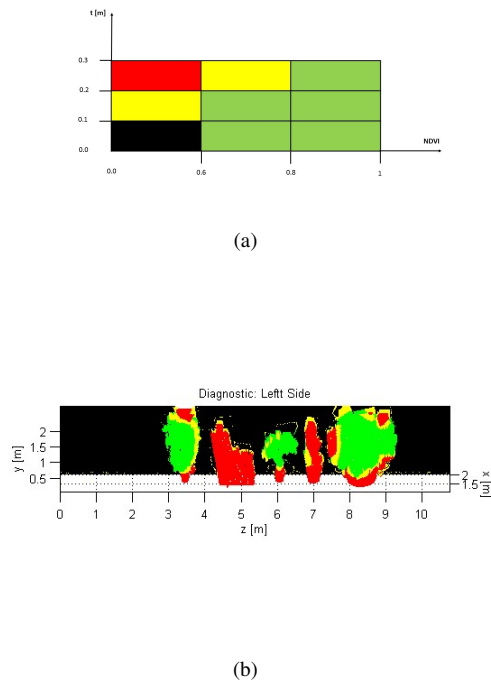 t [m]
0.3
0.2
0.1
0.0
NDVI
0.0 0.6 0.8 1
(a)
Diagnostic: Leftt Side
2
1.5
1
0.5
y [m]
2
1.5
x [m]
0 1 2 3 4 5 6 7 8 9 10
z [m]
(b)